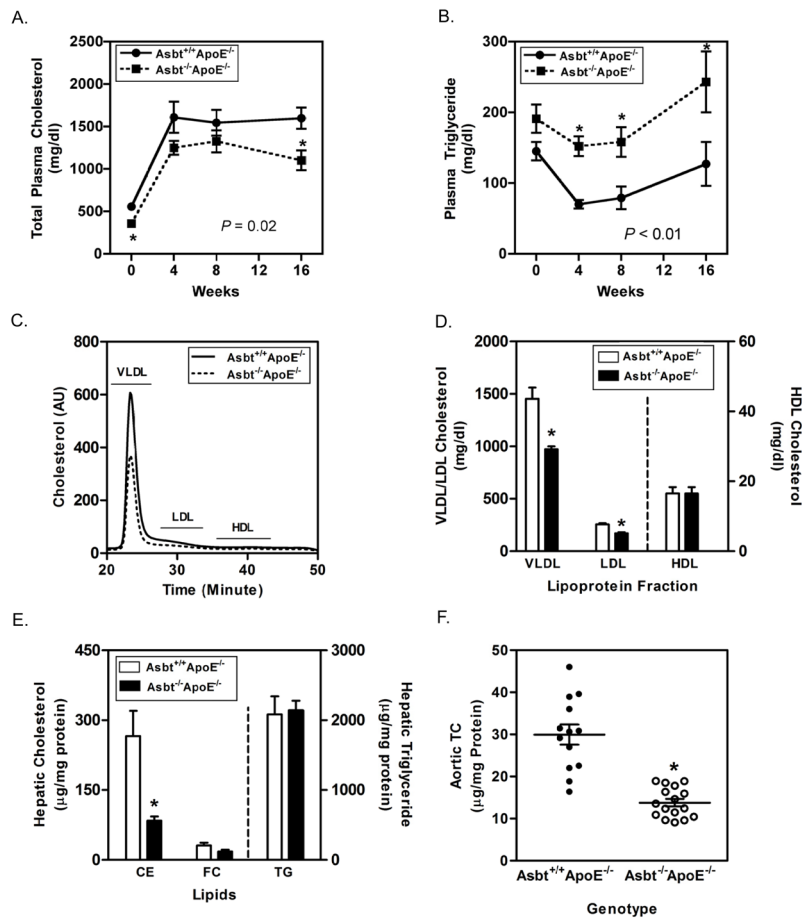 A.
Asbt+/+ApoE-/-
Asbt-/-ApoE-/-
Total Plasma Cholesterol
(mg/dl)
2500
2000
1500
1000
500
0
*
*
P = 0.02
0 4 8 12 16
Weeks
B.
Asbt+/+ApoE-/-
Asbt-/-ApoE-/-
Plasma Triglyceride
(mg/dl)
300
200
100
0
*
*
*
P < 0.01
0 4 8 12 16
Weeks
C.
Asbt+/+ApoE-/-
Asbt-/-ApoE-/-
Cholesterol (AU)
800
600
400
200
0
VLDL
LDL
HDL
20 30 40 50
Time (Minute)
D.
Asbt+/+ApoE-/-
Asbt-/-ApoE-/-
VLDL/LDL Cholesterol
(mg/dl)
2000
1500
1000
500
0
*
*
60
40
20
0
HDL Cholesterol
(mg/dl)
VLDL LDL HDL
Lipoprotein Fraction
E.
Asbt+/+ApoE-/-
Asbt-/-ApoE-/-
Hepatic Cholesterol
(μg/mg protein)
450
300
150
0
*
3000
2000
1000
0
Hepatic Triglyceride
(μg/mg protein)
CE FC TG
Lipids
F.
Aortic TC
(μg/mg Protein)
50
40
30
20
10
0
*
Asbt+/+ApoE-/- Asbt-/-ApoE-/-
Genotype